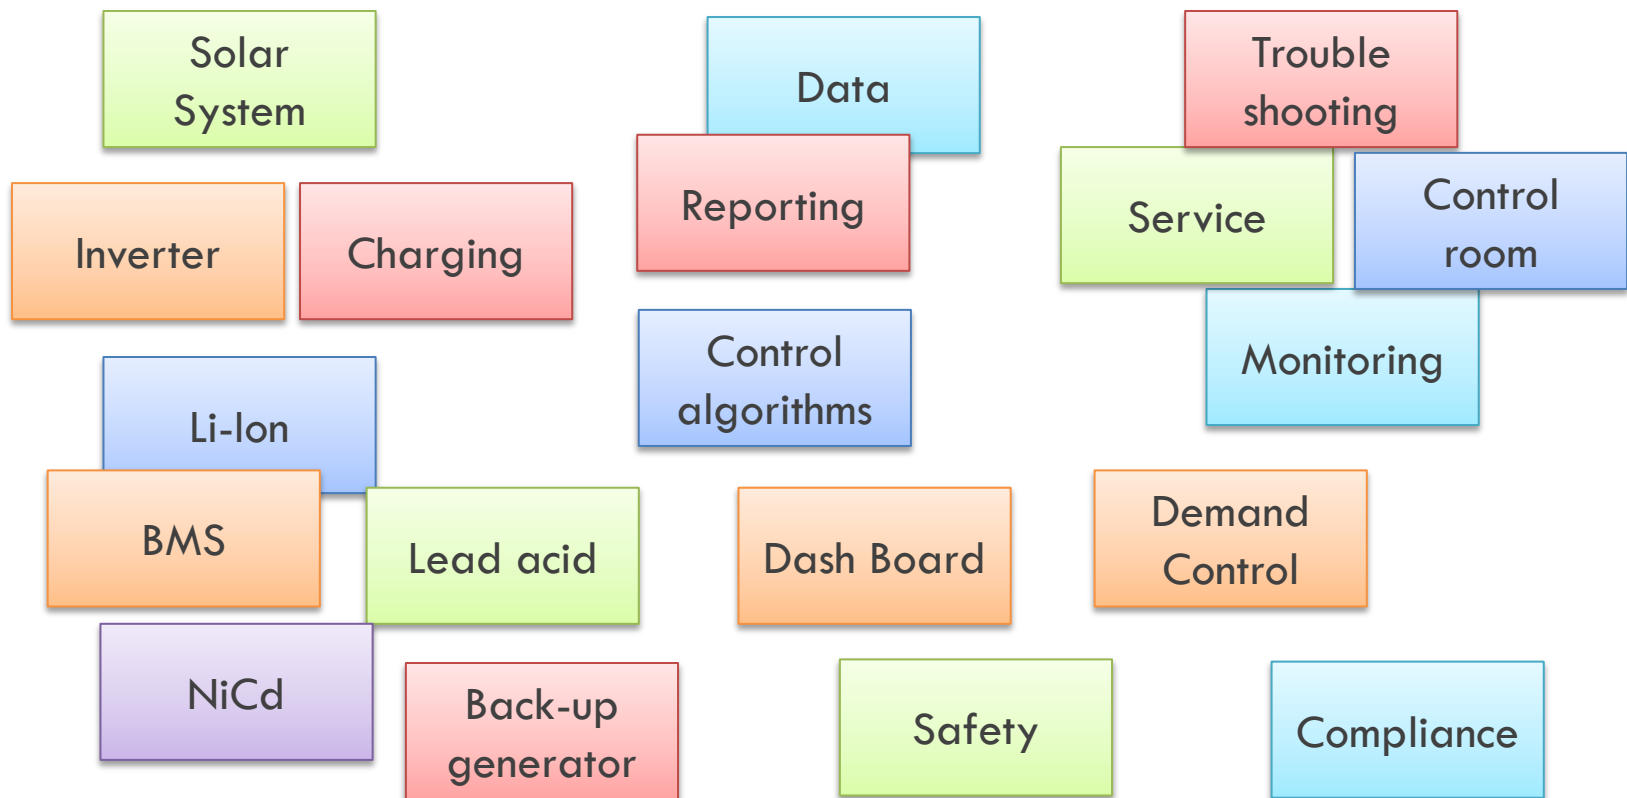 Solar
System
Data
Trouble
shooting
Inverter
Charging
Reporting
Service
Control
room
Li-Ion
Control
algorithms
Monitoring
BMS
Lead acid
Dash Board
Demand
Control
NiCd
Back-up
generator
Safety
Compliance